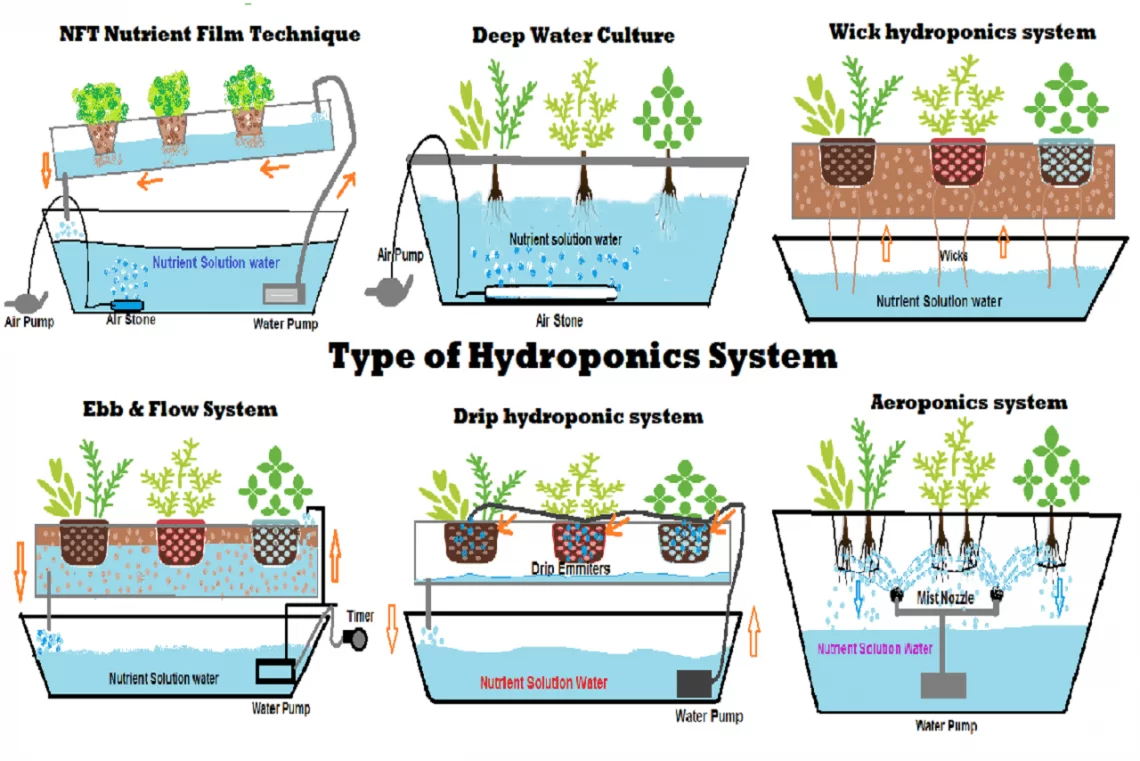 NFT Nutrient Film Technique
Nutrient Solution water
Air Pump
Air Stone
Water Pump
Deep Water Culture
Nutrient solution water
Air Pump
Air Stone
Wick hydroponics system
Wicks
Nutrient Solution water
Type of Hydroponics System
Ebb & Flow System
Timer
Nutrient Solution water
Water Pump
Drip hydroponic system
Drip Emmiters
Nutrient Solution Water
Water Pump
Aeroponics system
Mist Nozzle
Nutrient Solution Water
Water Pump